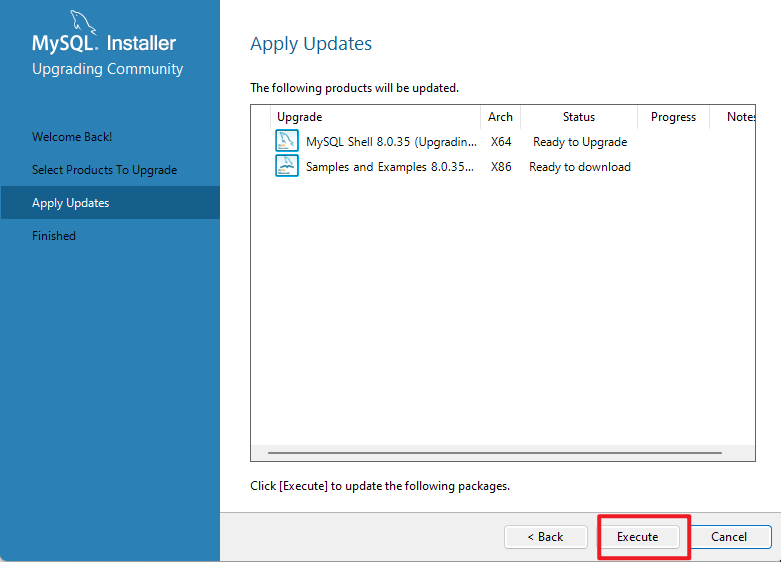 MySQL. Installer
Upgrading Community
Welcome Back!
Select Products To Upgrade
Apply Updates
Finished
Apply Updates
The following products will be updated.
Upgrade Arch Status Progress Notes
MySQL Shell 8.0.35 (Upgradin... X64 Ready to Upgrade
Samples and Examples 8.0.35... X86 Ready to download
Click [Execute] to update the following packages.
< Back Execute Cancel